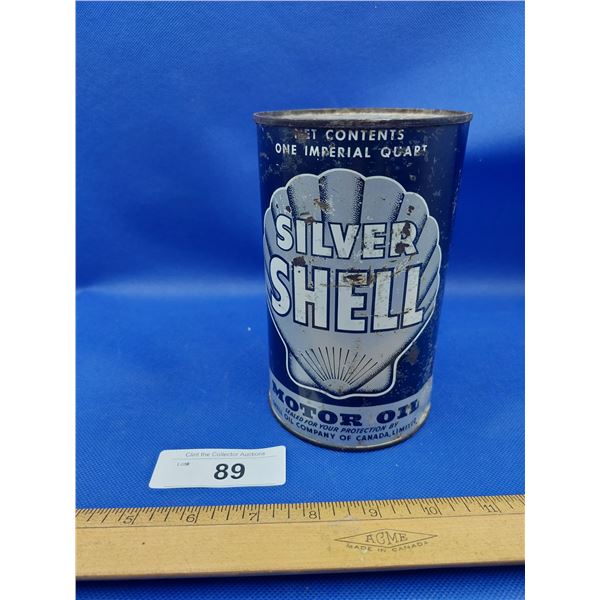 NET CONTENTS
ONE IMPERIAL QUART
SILVER
SHELL
MOTOR OIL
SEALED FOR YOUR PROTECTION BY
SHELL OIL COMPANY OF CANADA, LIMITED
Clint the Collector Auctions
Lot# 89
5 6 7 8 9 10 11
ACME
MADE IN CANADA